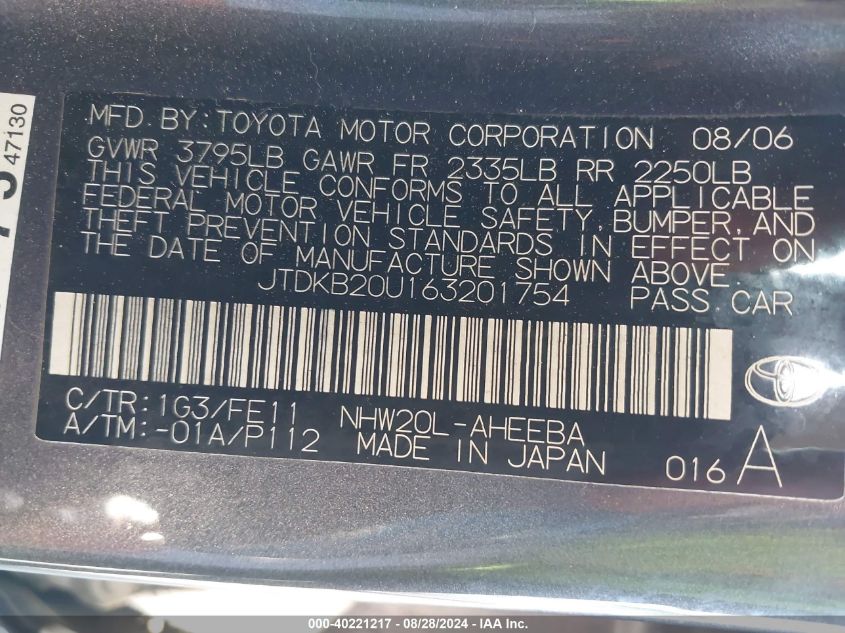 47130
MFD BY:TOYOTA MOTOR CORPORATION 08/06
GVWR 3795LB GAWR FR 2335LB RR 2250LB
THIS VEHICLE CONFORMS TO ALL APPLICABLE
FEDERAL MOTOR VEHICLE SAFETY,BUMPER,AND
THEFT PREVENTION STANDARDS IN EFFECT ON
THE DATE OF MANUFACTURE SHOWN ABOVE.
JTDKB20U163201754 PASS.CAR
C/TR:1G3/FE11 NHW20L-AHEEBA
A/TM:-01A/P112 MADE IN JAPAN
016 A
000-40221217 - 08/28/2024 - IAA Inc.